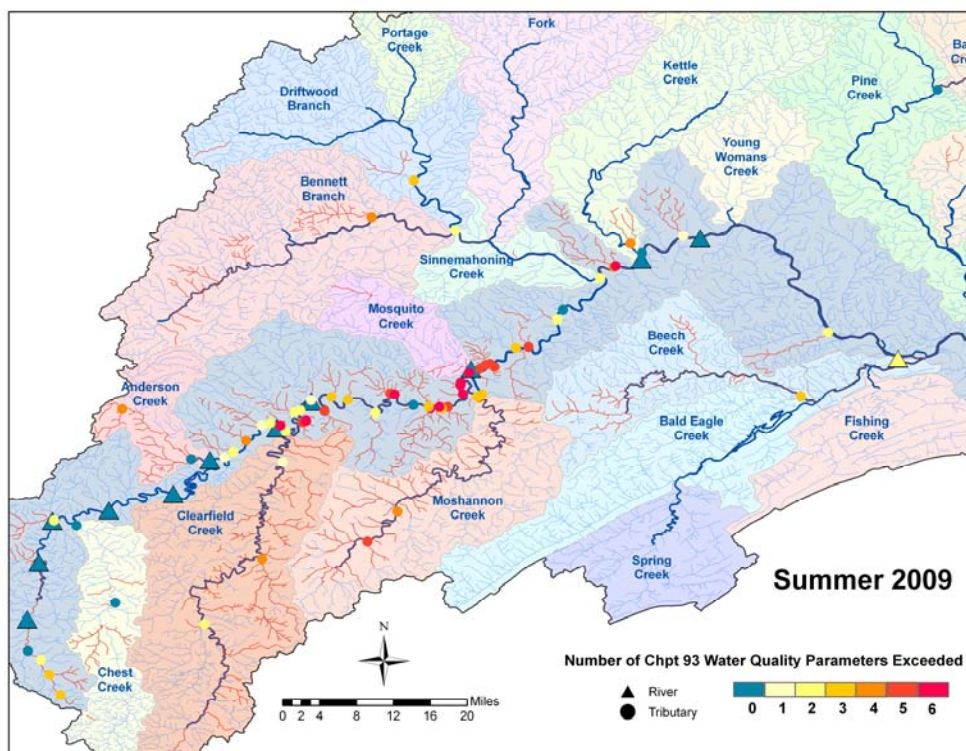 Portage
Creek
Fork
Kettle
Creek
Ba
Cr
Pine
Creek
Driftwood
Branch
Young
Womans
Creek
Bennett
Branch
Sinnemahoning
Creek
Mosquito
Creek
Beech
Creek
Anderson
Creek
Bald Eagle
Creek
Fishing
Creek
Clearfield
Creek
Moshannon
Creek
Spring
Creek
Summer 2009
Chest
Creek
N
Miles
0 2 4 8 12 16 20
Number of Chpt 93 Water Quality Parameters Exceeded
River
Tributary
0 1 2 3 4 5 6